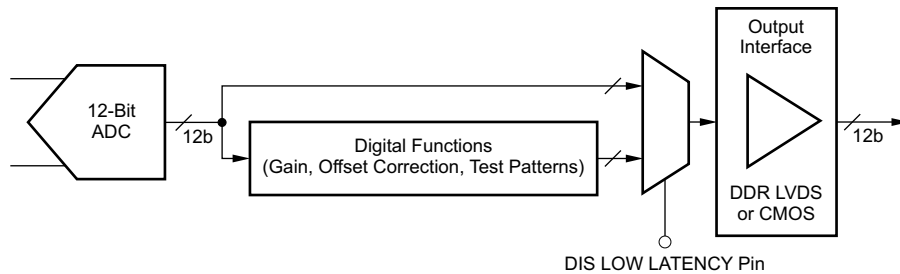 12-Bit
ADC
12b
Digital Functions
(Gain, Offset Correction, Test Patterns)
DIS LOW LATENCY Pin
Output
Interface
DDR LVDS
or CMOS
12b